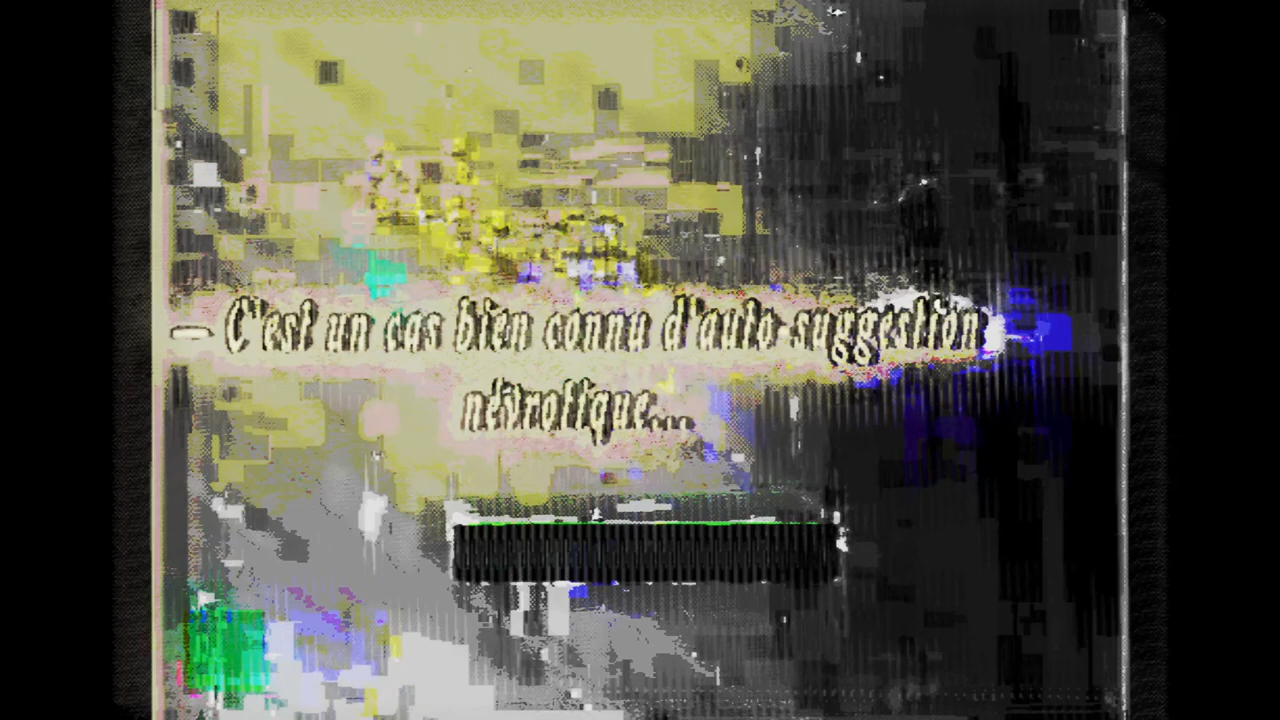 — C'est un cas bien connu d'auto-suggestion
névrotique...